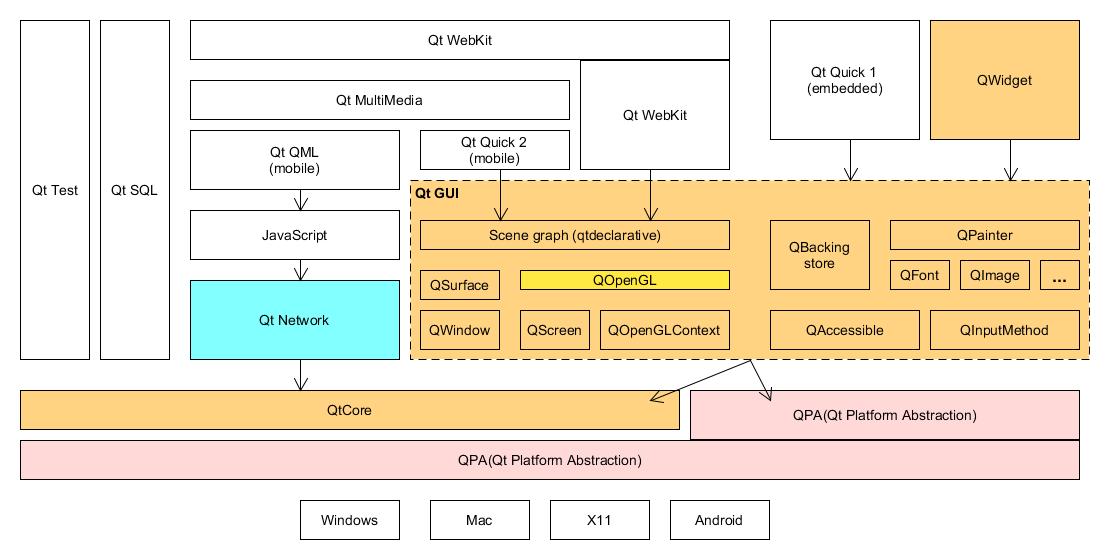 Qt Test
Qt SQL
Qt WebKit
Qt MultiMedia
Qt WebKit
Qt Quick 1
(embedded)
QWidget
Qt QML
(mobile)
Qt Quick 2
(mobile)
JavaScript
Qt Network
Qt GUI
Scene graph (qtdeclarative)
QSurface
QOpenGL
QWindow
QScreen
QOpenGLContext
QBacking
store
QPainter
QFont
QImage
...
QAccessible
QInputMethod
QtCore
QPA(Qt Platform Abstraction)
QPA(Qt Platform Abstraction)
Windows
Mac
X11
Android